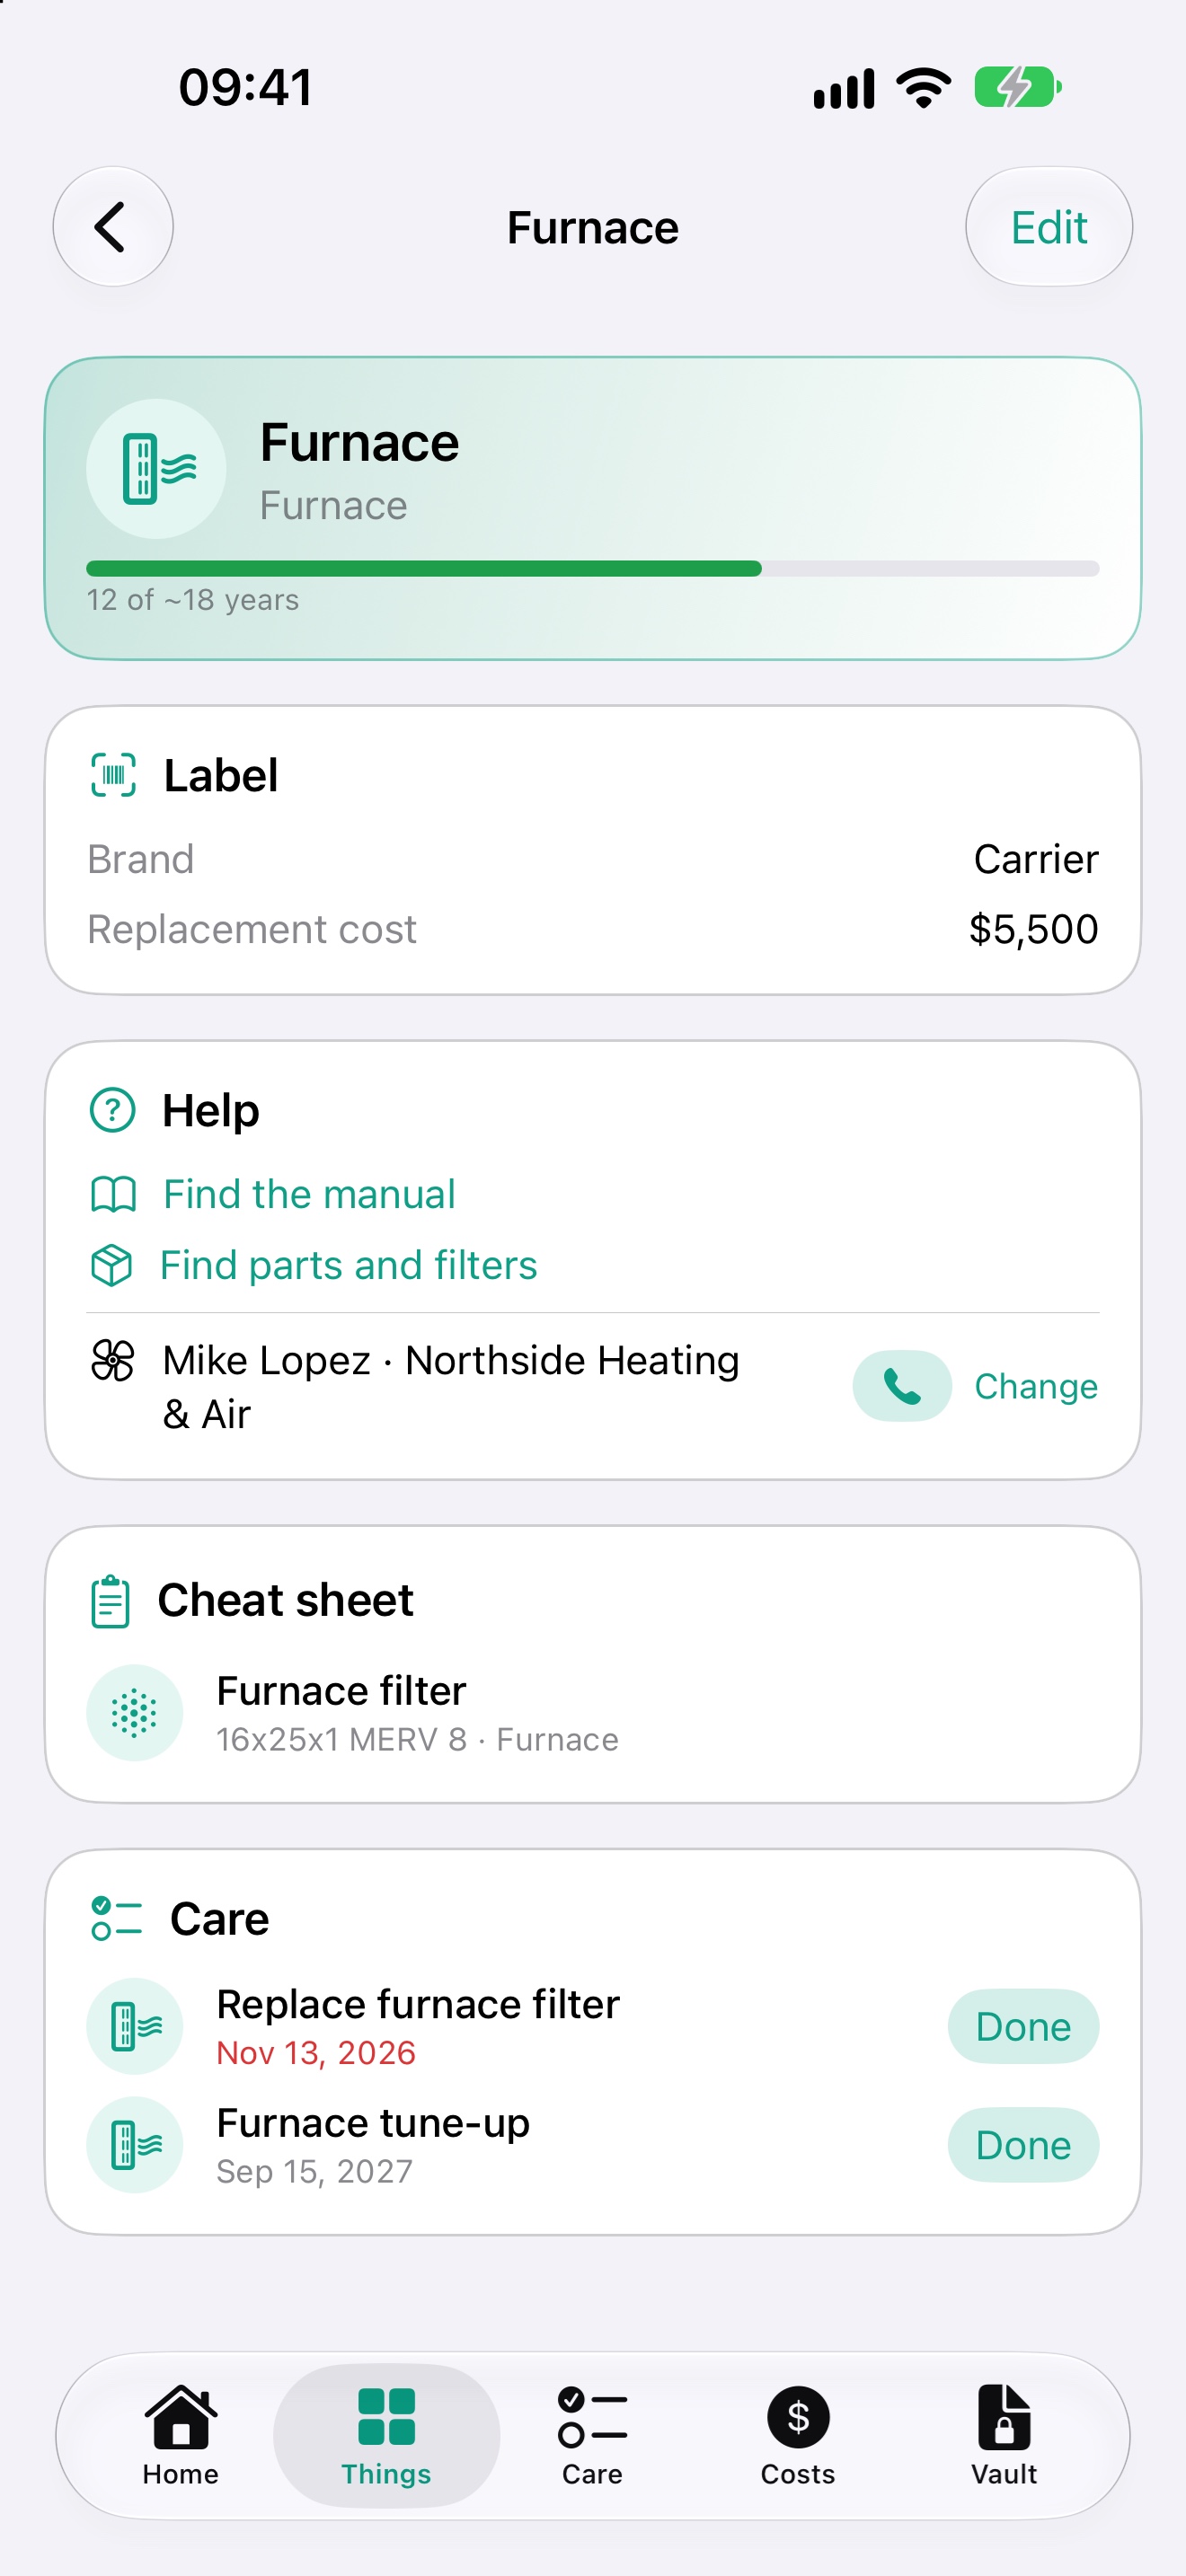 09:41
Furnace
Edit
Furnace
Furnace
12 of ~18 years
Label
Brand
Carrier
Replacement cost
$5,500
Help
Find the manual
Find parts and filters
Mike Lopez · Northside Heating
& Air
Change
Cheat sheet
Furnace filter
16x25x1 MERV 8 · Furnace
Care
Replace furnace filter
Nov 13, 2026
Done
Furnace tune-up
Sep 15, 2027
Done
Home
Things
Care
Costs
Vault